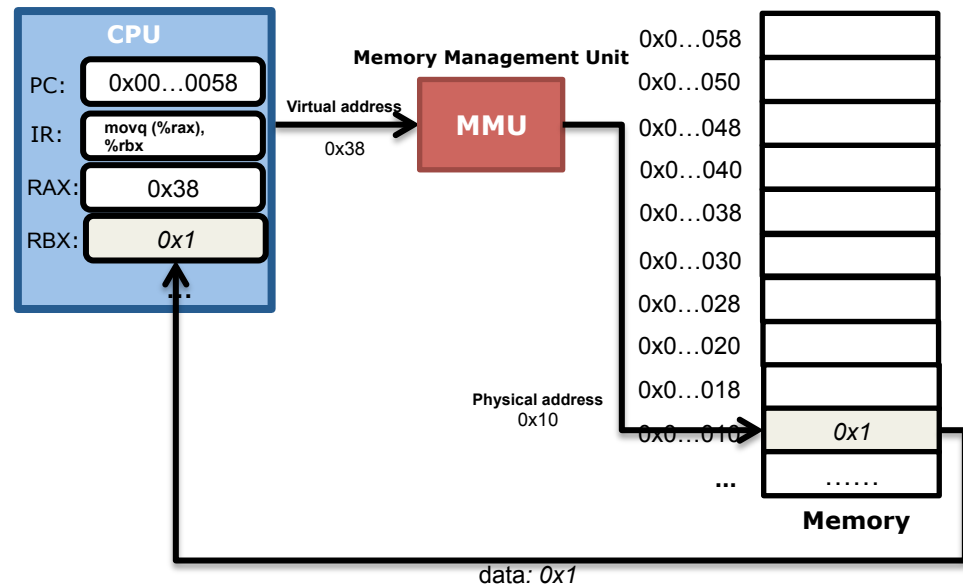 CPU
PC:
0x00...0058
IR:
movq (%rax),
%rbx
RAX:
0x38
RBX:
0x1
...
Memory Management Unit
Virtual address
0x38
MMU
Physical address
0x10
0x0...058
0x0...050
0x0...048
0x0...040
0x0...038
0x0...030
0x0...028
0x0...020
0x0...018
0x0...010
0x1
...
......
Memory
data: 0x1